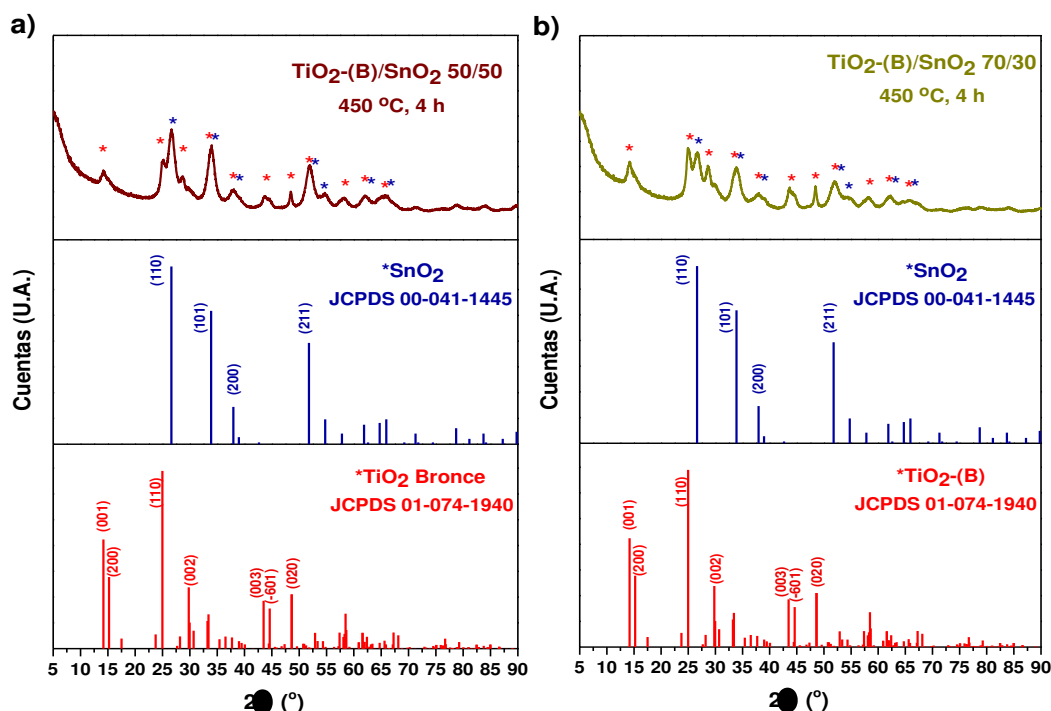 a)
TiO2-(B)/SnO2 50/50
450 ºC, 4 h
* * * * * * * * * * * * * * * * * *
Cuentas (U.A.)
*SnO2
JCPDS 00-041-1445
(110)
(101)
(200)
(211)
*TiO2 Bronce
JCPDS 01-074-1940
(001)
(200)
(110)
(002)
(003)
(-601)
(020)
5 10 15 20 25 30 35 40 45 50 55 60 65 70 75 80 85 90
2 (º)
b)
TiO2-(B)/SnO2 70/30
450 ºC, 4 h
* * * * * * * * * * * * * * * * * *
Cuentas (U.A.)
*SnO2
JCPDS 00-041-1445
(110)
(101)
(200)
(211)
*TiO2-(B)
JCPDS 01-074-1940
(001)
(200)
(110)
(002)
(003)
(-601)
(020)
5 10 15 20 25 30 35 40 45 50 55 60 65 70 75 80 85 90
2 (º)